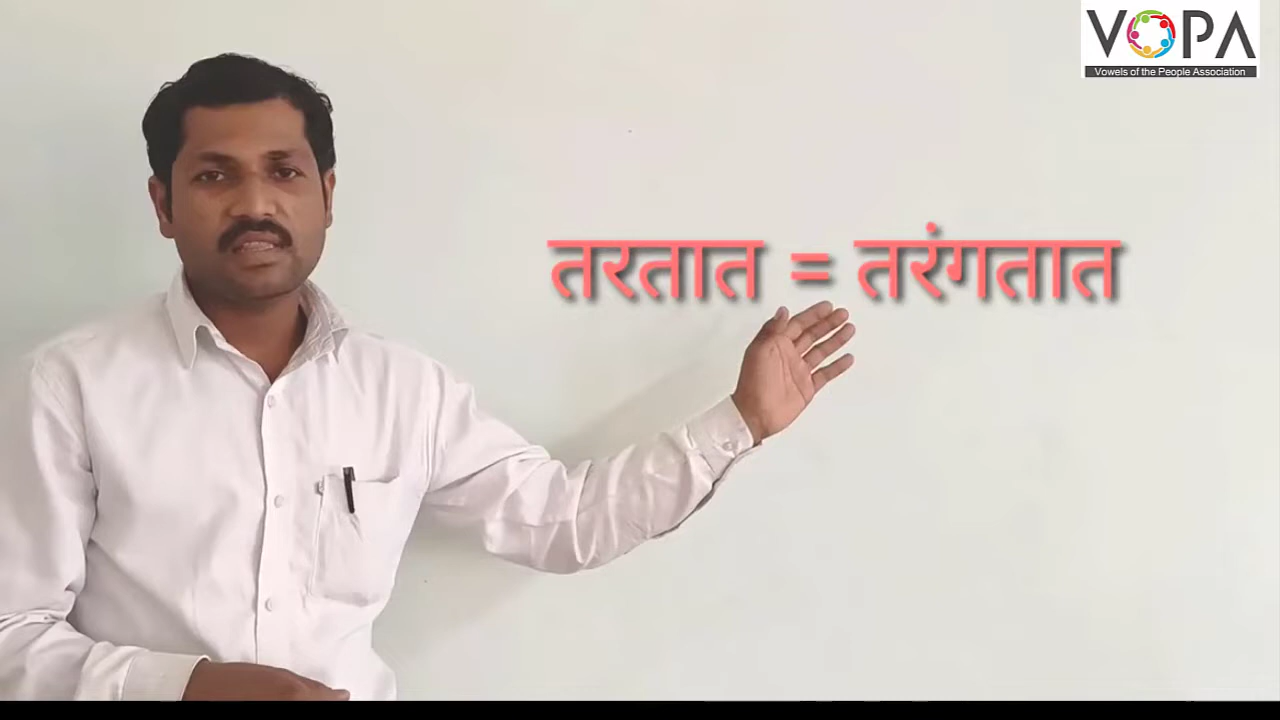 VOPA
Vowels of the People Association
तरतात = तरंगतात